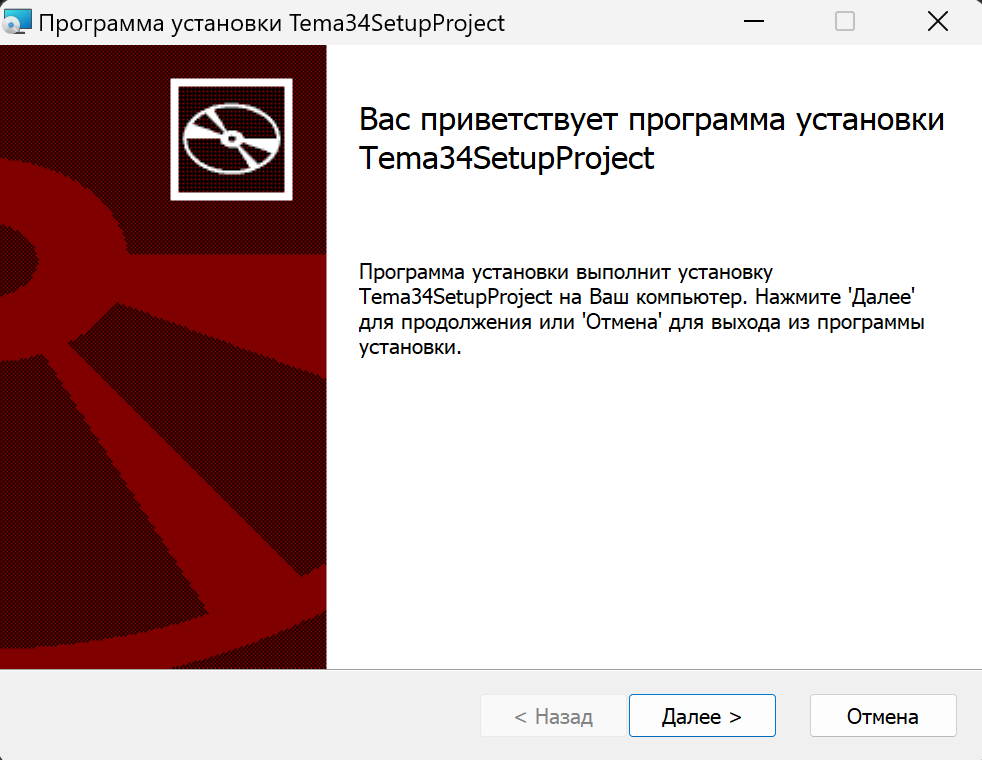 Программа установки Tema34SetupProject
Вас приветствует программа установки
Tema34SetupProject
Программа установки выполнит установку
Tema34SetupProject на Ваш компьютер. Нажмите 'Далее'
для продолжения или 'Отмена' для выхода из программы
установки.
< Назад
Далее >
Отмена